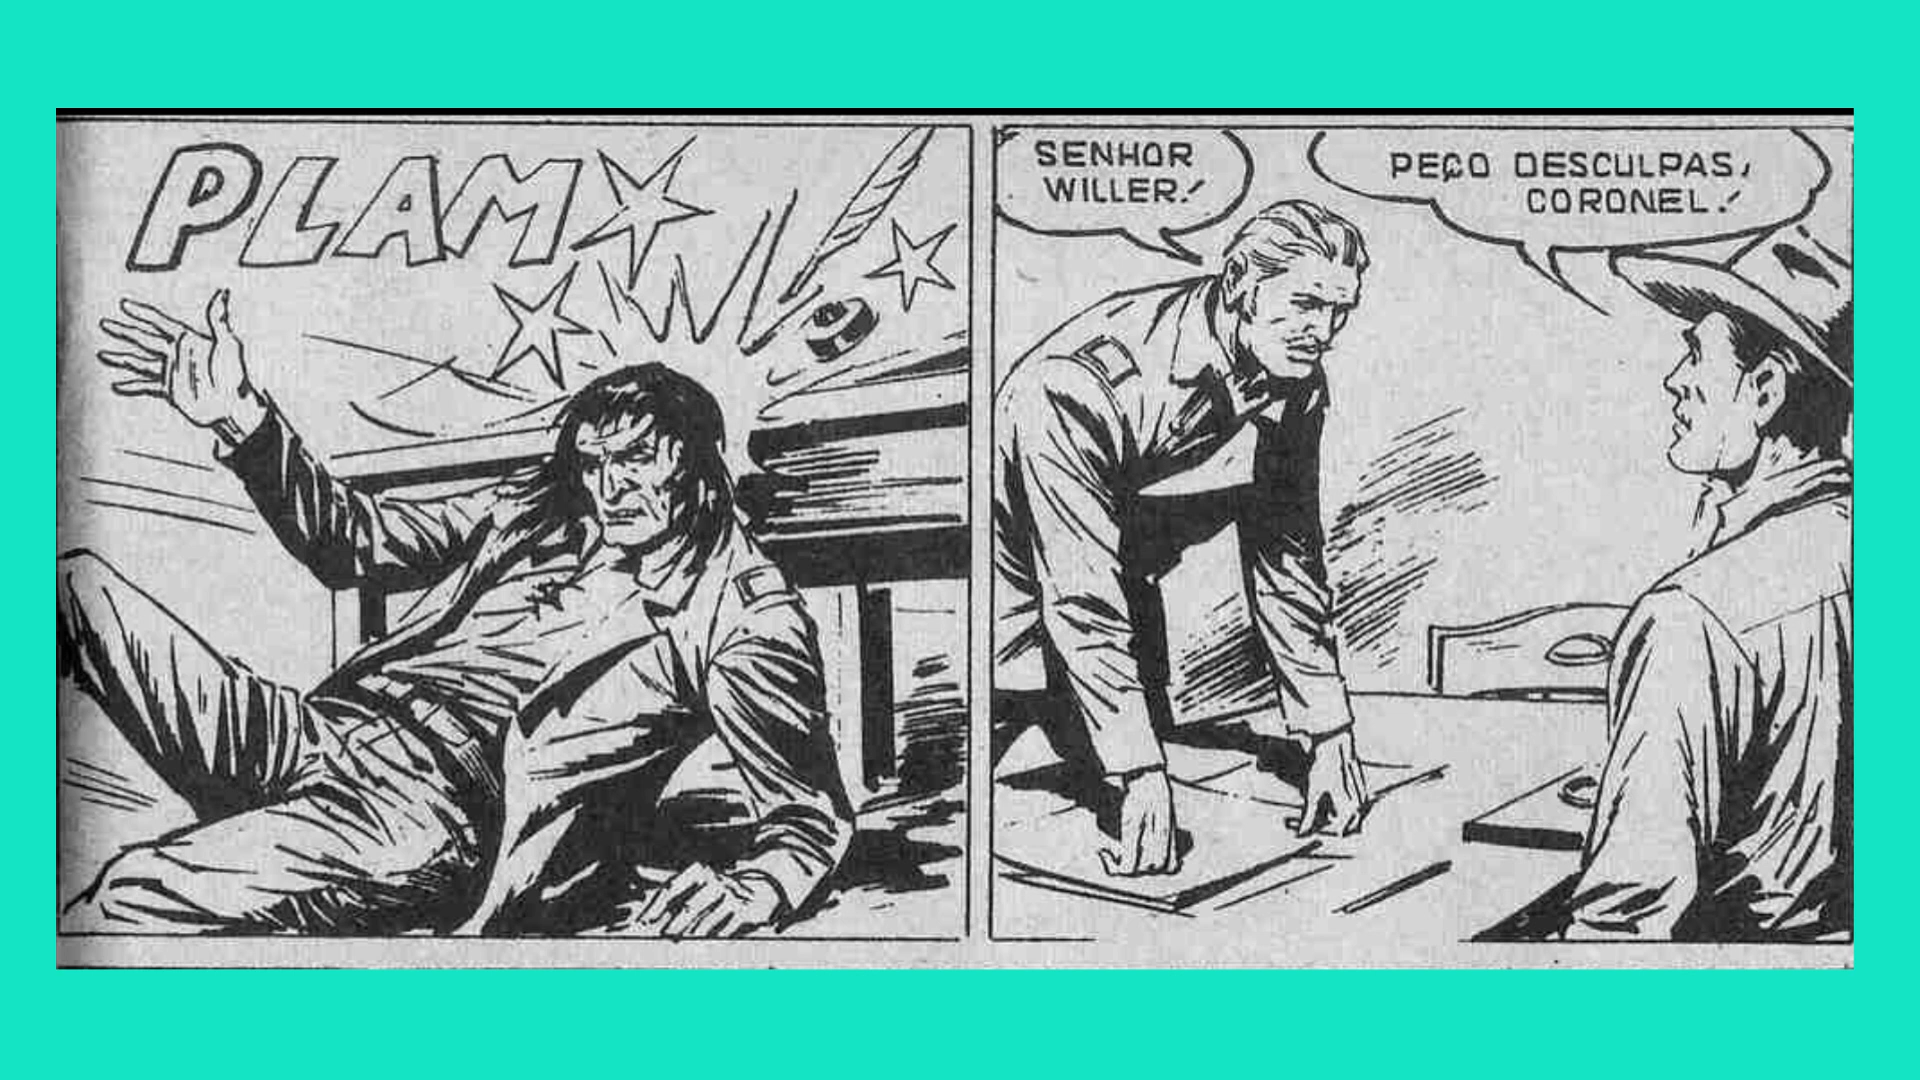 PLAM
SENHOR
WILLER!
PEÇO DESCULPAS,
CORONEL!